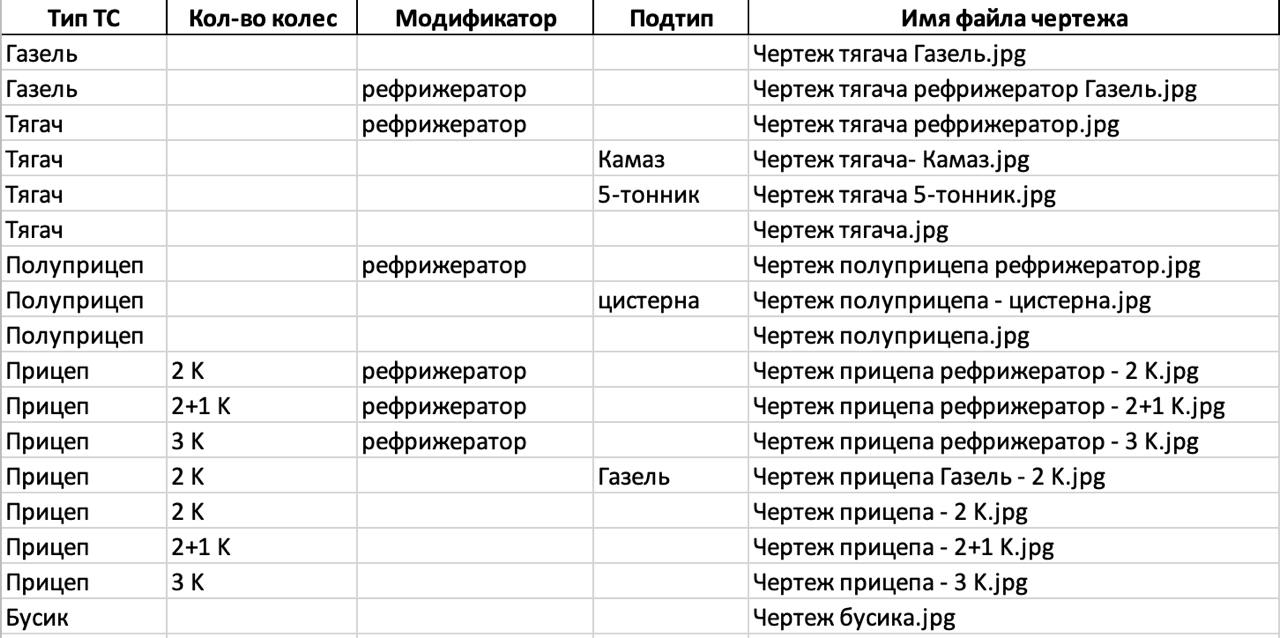 Тип ТС Кол-во колес Модификатор Подтип Имя файла чертежа
Газель Чертеж тягача Газель.jpg
Газель рефрижератор Чертеж тягача рефрижератор Газель.jpg
Тягач рефрижератор Чертеж тягача рефрижератор.jpg
Тягач Камаз Чертеж тягача- Камаз.jpg
Тягач 5-тонник Чертеж тягача 5-тонник.jpg
Тягач Чертеж тягача.jpg
Полуприцеп рефрижератор Чертеж полуприцепа рефрижератор.jpg
Полуприцеп цистерна Чертеж полуприцепа - цистерна.jpg
Полуприцеп Чертеж полуприцепа.jpg
Прицеп 2 К рефрижератор Чертеж прицепа рефрижератор - 2 К.jpg
Прицеп 2+1 К рефрижератор Чертеж прицепа рефрижератор - 2+1 К.jpg
Прицеп 3 К рефрижератор Чертеж прицепа рефрижератор - 3 К.jpg
Прицеп 2 К Газель Чертеж прицепа Газель - 2 К.jpg
Прицеп 2 К Чертеж прицепа - 2 К.jpg
Прицеп 2+1 К Чертеж прицепа - 2+1 К.jpg
Прицеп 3 К Чертеж прицепа - 3 К.jpg
Бусик Чертеж бусика.jpg